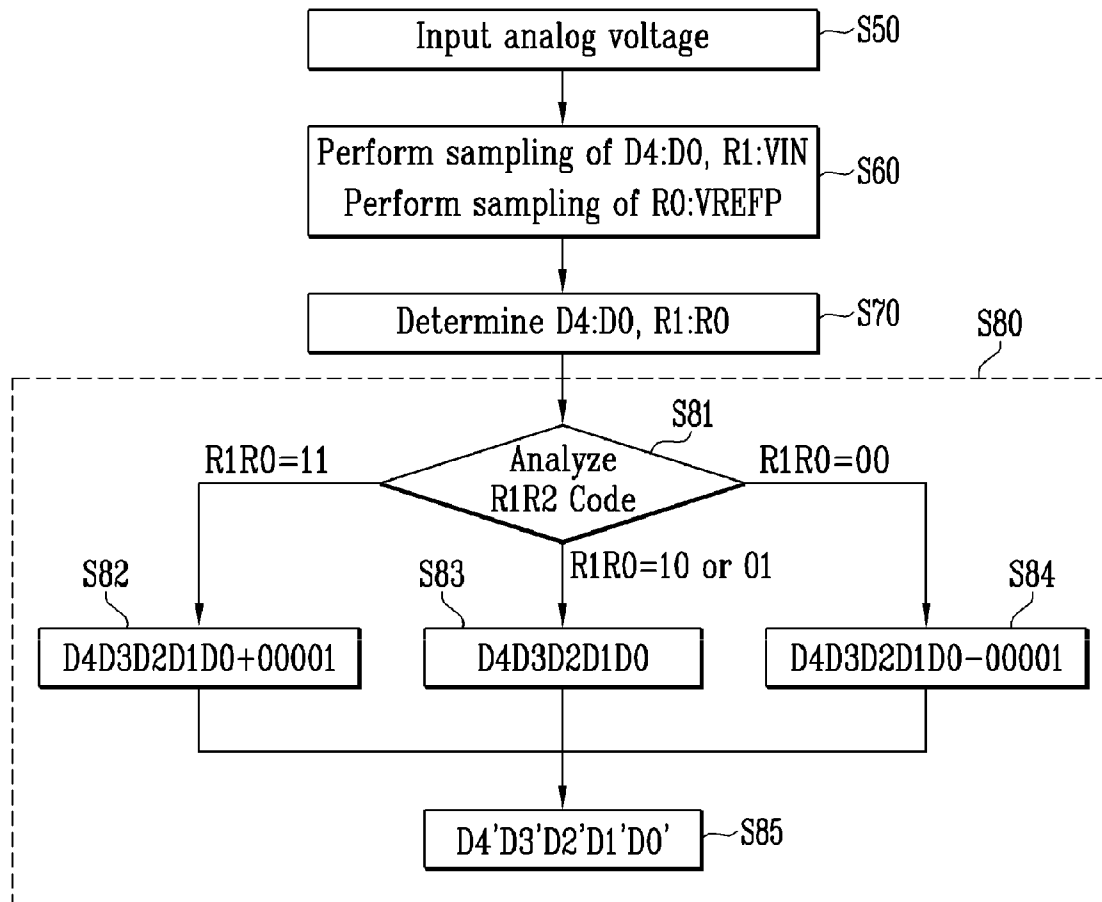 Input analog voltage
S50
Perform sampling of D4:D0, R1:VIN
Perform sampling of R0:VREFP
S60
Determine D4:D0, R1:R0
S70
S80
S81
R1R0=11
Analyze
R1R2 Code
R1R0=00
R1R0=10 or 01
S82
S83
S84
D4D3D2D1D0+00001
D4D3D2D1D0
D4D3D2D1D0-00001
D4'D3'D2'D1'D0'
S85